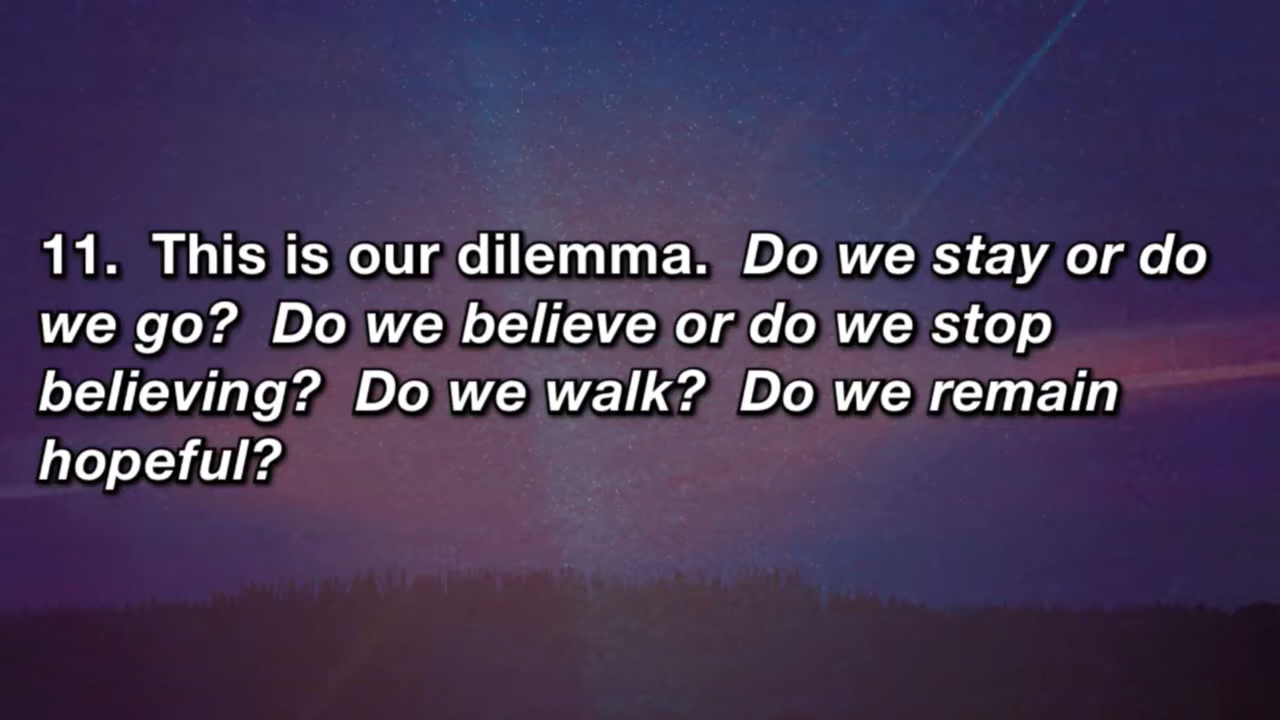 11.  This is our dilemma.  Do we stay or do
we go?  Do we believe or do we stop
believing?  Do we walk?  Do we remain
hopeful?